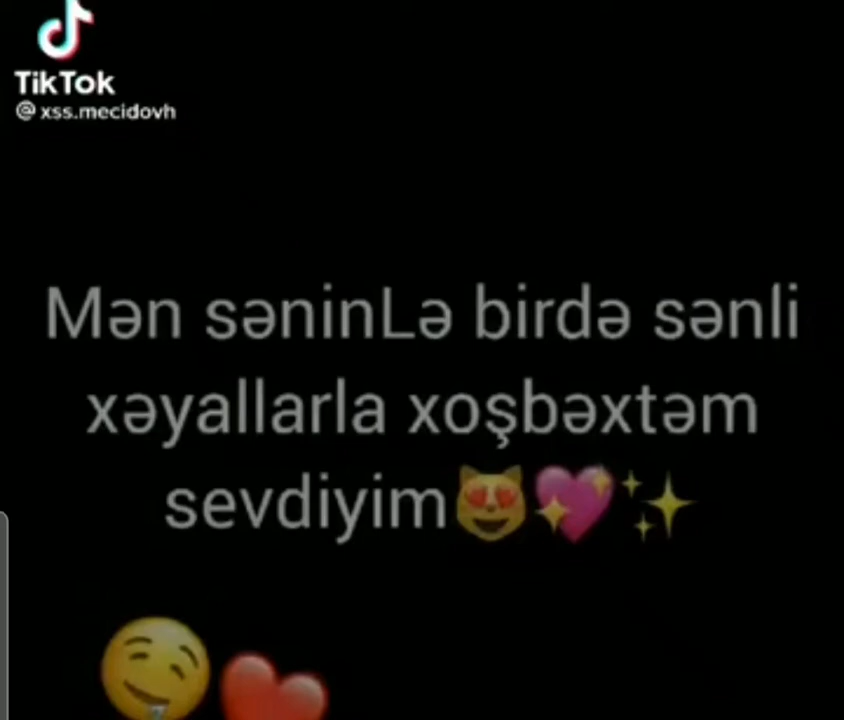 TikTok
@xss.mecidovh
Mən səninLə birdə sənli
xəyallarla xoşbəxtəm
sevdiyim😻💖✨
🤤❤️